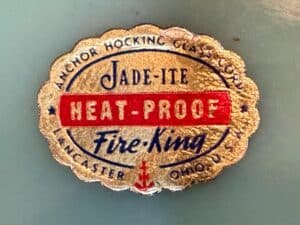 ANCHOR HOCKING GLASS CORP.
JADE-ITE
HEAT-PROOF
Fire-King
LANCASTER OHIO, U.S.A.